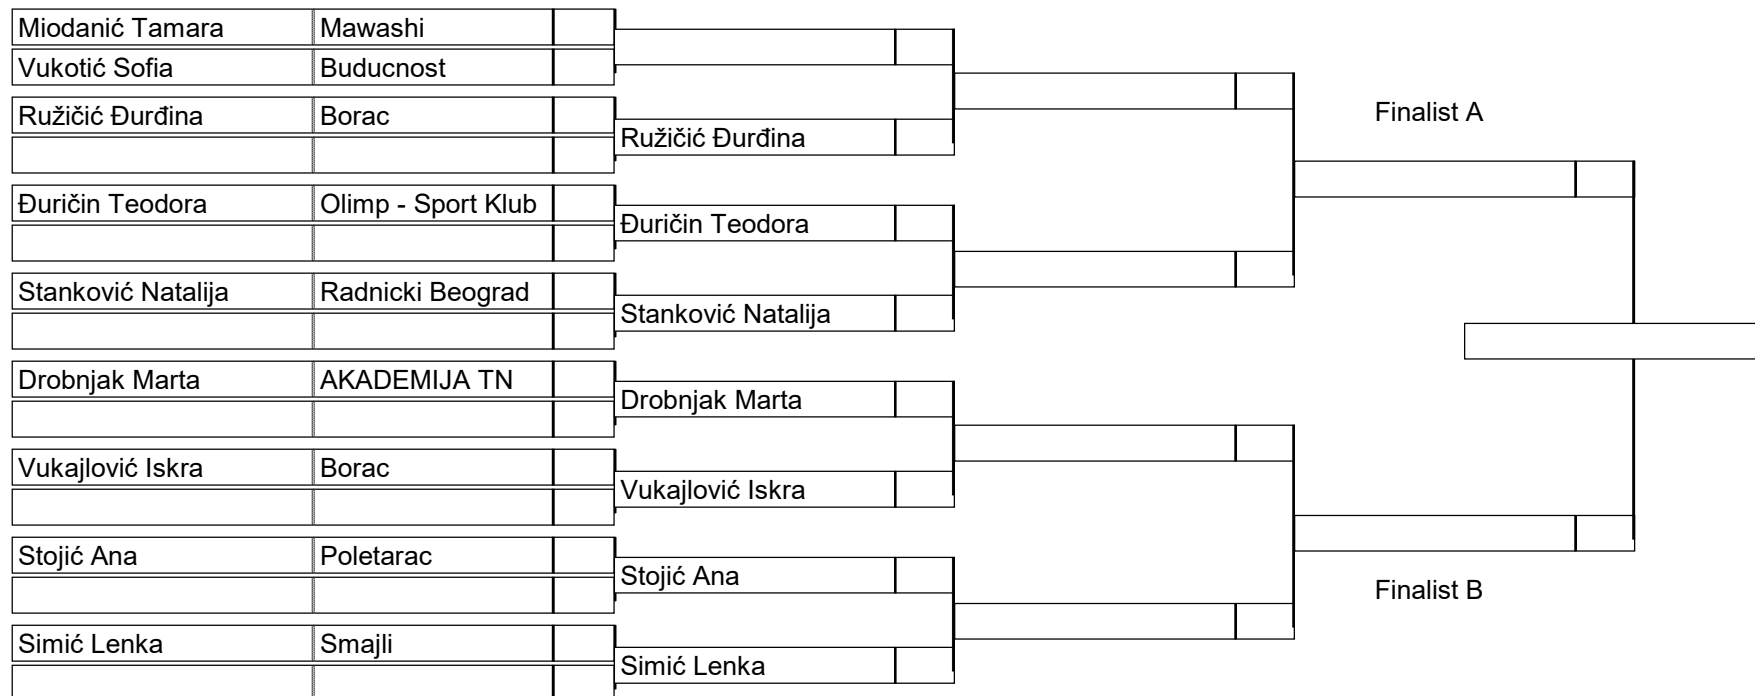 Miodanić Tamara Mawashi
Vukotić Sofia Buducnost
Finalist A
Ružičić Đurđina Borac
Ružičić Đurđina
Đuričin Teodora Olimp - Sport Klub
Đuričin Teodora
Stanković Natalija Radnicki Beograd
Stanković Natalija
Drobnjak Marta AKADEMIJA TN
Drobnjak Marta
Vukajlović Iskra Borac
Vukajlović Iskra
Stojić Ana Poletarac
Stojić Ana
Finalist B
Simić Lenka Smajli
Simić Lenka